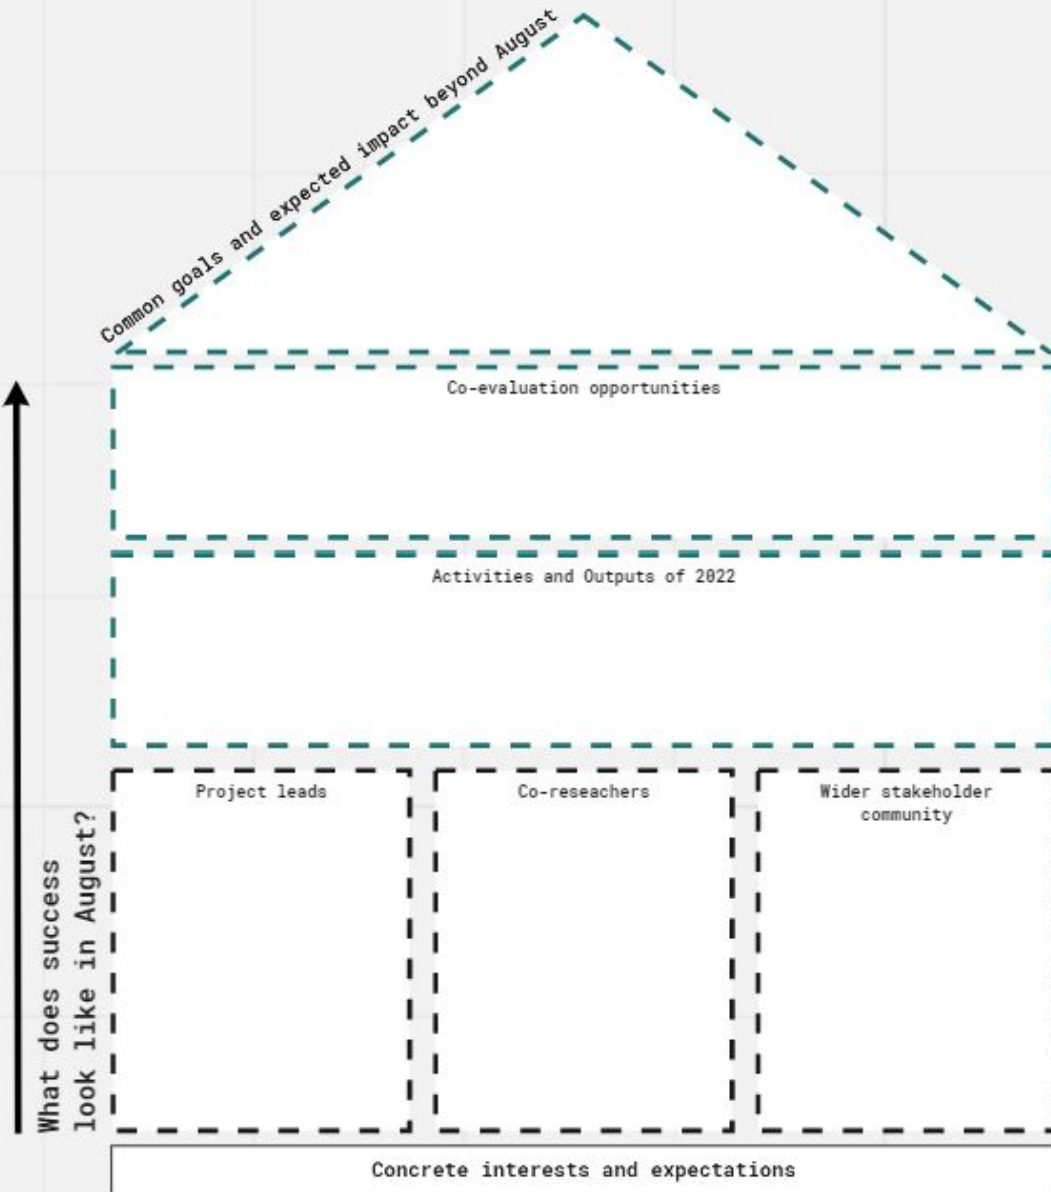 Common goals and expected impact beyond August
Co-evaluation opportunities
Activities and Outputs of 2022
What does success
look like in August?
Project leads
Co-reseachers
Wider stakeholder
community
Concrete interests and expectations